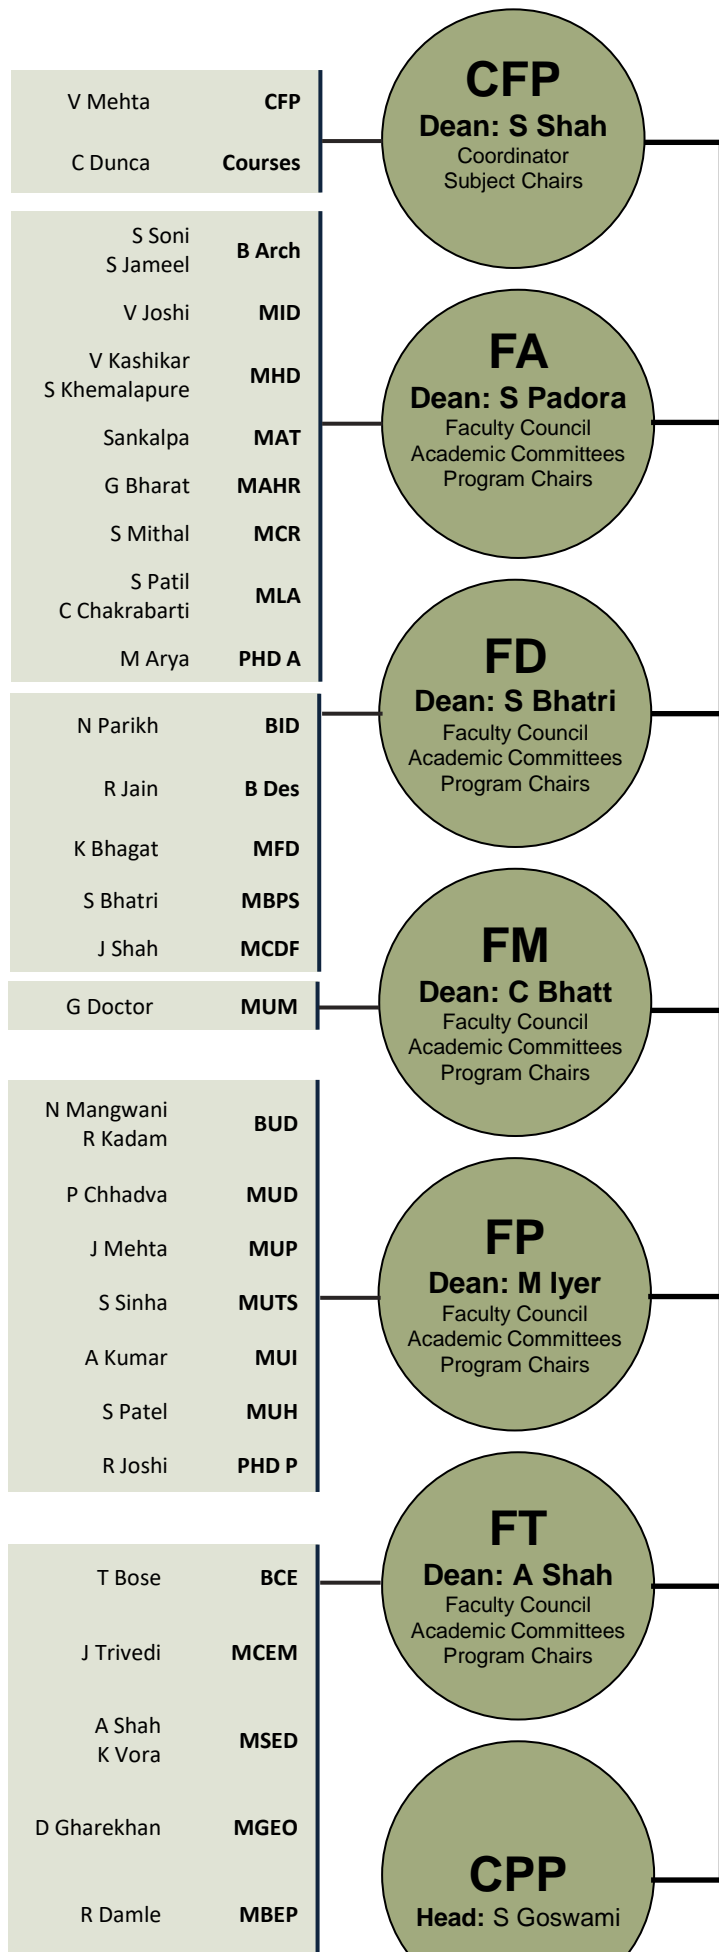 CFP
Dean: S Shah
Coordinator
Subject Chairs
V Mehta CFP
C Dunca Courses
FA
Dean: S Padora
Faculty Council
Academic Committees
Program Chairs
S Soni
S Jameel
B Arch
V Joshi MID
V Kashikar
S Khemalapure
MHD
Sankalpa MAT
G Bharat MAHR
S Mithal MCR
S Patil
C Chakrabarti
MLA
M Arya PHD A
FD
Dean: S Bhatri
Faculty Council
Academic Committees
Program Chairs
N Parikh BID
R Jain B Des
K Bhagat MFD
S Bhatri MBPS
J Shah MCDF
FM
Dean: C Bhatt
Faculty Council
Academic Committees
Program Chairs
G Doctor MUM
FP
Dean: M Iyer
Faculty Council
Academic Committees
Program Chairs
N Mangwani
R Kadam
BUD
P Chhadva MUD
J Mehta MUP
S Sinha MUTS
A Kumar MUI
S Patel MUH
R Joshi PHD P
FT
Dean: A Shah
Faculty Council
Academic Committees
Program Chairs
T Bose BCE
J Trivedi MCEM
A Shah
K Vora
MSED
D Gharekhan MGEO
R Damle MBEP
CPP
Head: S Goswami